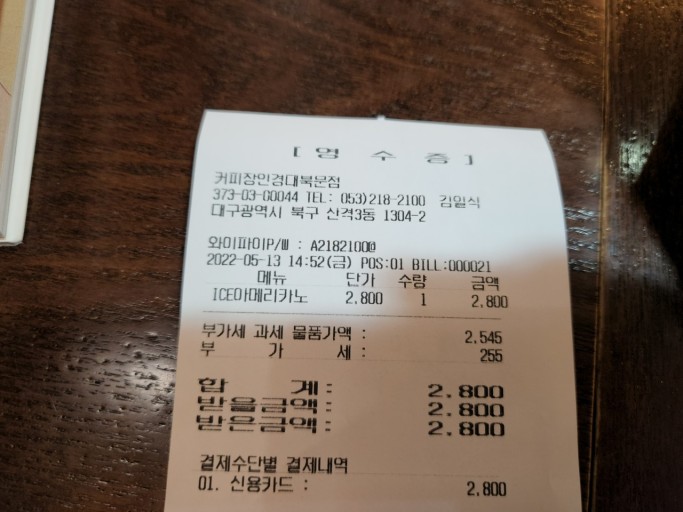 [ 영 수 증 ]
커피장인경대북문점
373-03-00044 TEL: 053)218-2100 김일식
대구광역시 북구 산격3동 1304-2
와이파이P/W : A2182100@
2022-05-13 14:52(금) POS:01 BILL:000021
메뉴 단가 수량 금액
ICE아메리카노 2,800 1 2,800
부가세 과세 물품가액 : 2,545
부 가 세 : 255
합 계: 2,800
받을금액: 2,800
받은금액: 2,800
결제수단별 결제내역
01. 신용카드 : 2,800